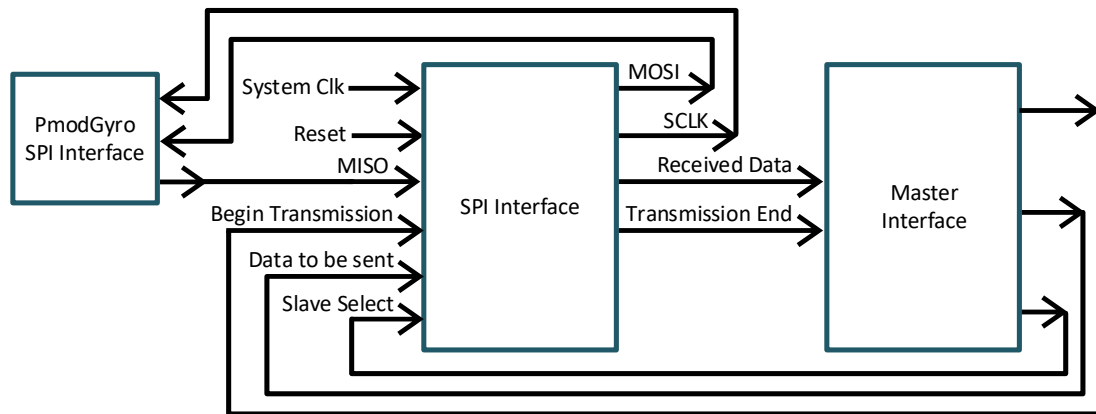 PmodGyro
SPI Interface
System Clk
Reset
MISO
Begin Transmission
Data to be sent
Slave Select
SPI Interface
MOSI
SCLK
Received Data
Transmission End
Master
Interface